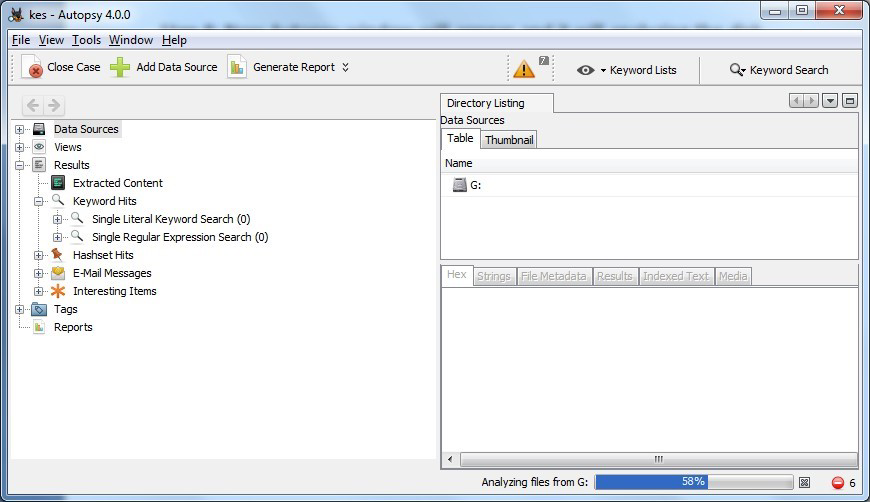 kes - Autopsy 4.0.0
File View Tools Window Help
Close Case Add Data Source Generate Report 7 Keyword Lists Keyword Search
Directory Listing
Data Sources
Table Thumbnail
Name
G:
Data Sources
Views
Results
Extracted Content
Keyword Hits
Single Literal Keyword Search (0)
Single Regular Expression Search (0)
Hashset Hits
E-Mail Messages
Interesting Items
Tags
Reports
Hex Strings File Metadata Results Indexed Text Media
Analyzing files from G: 58% 6